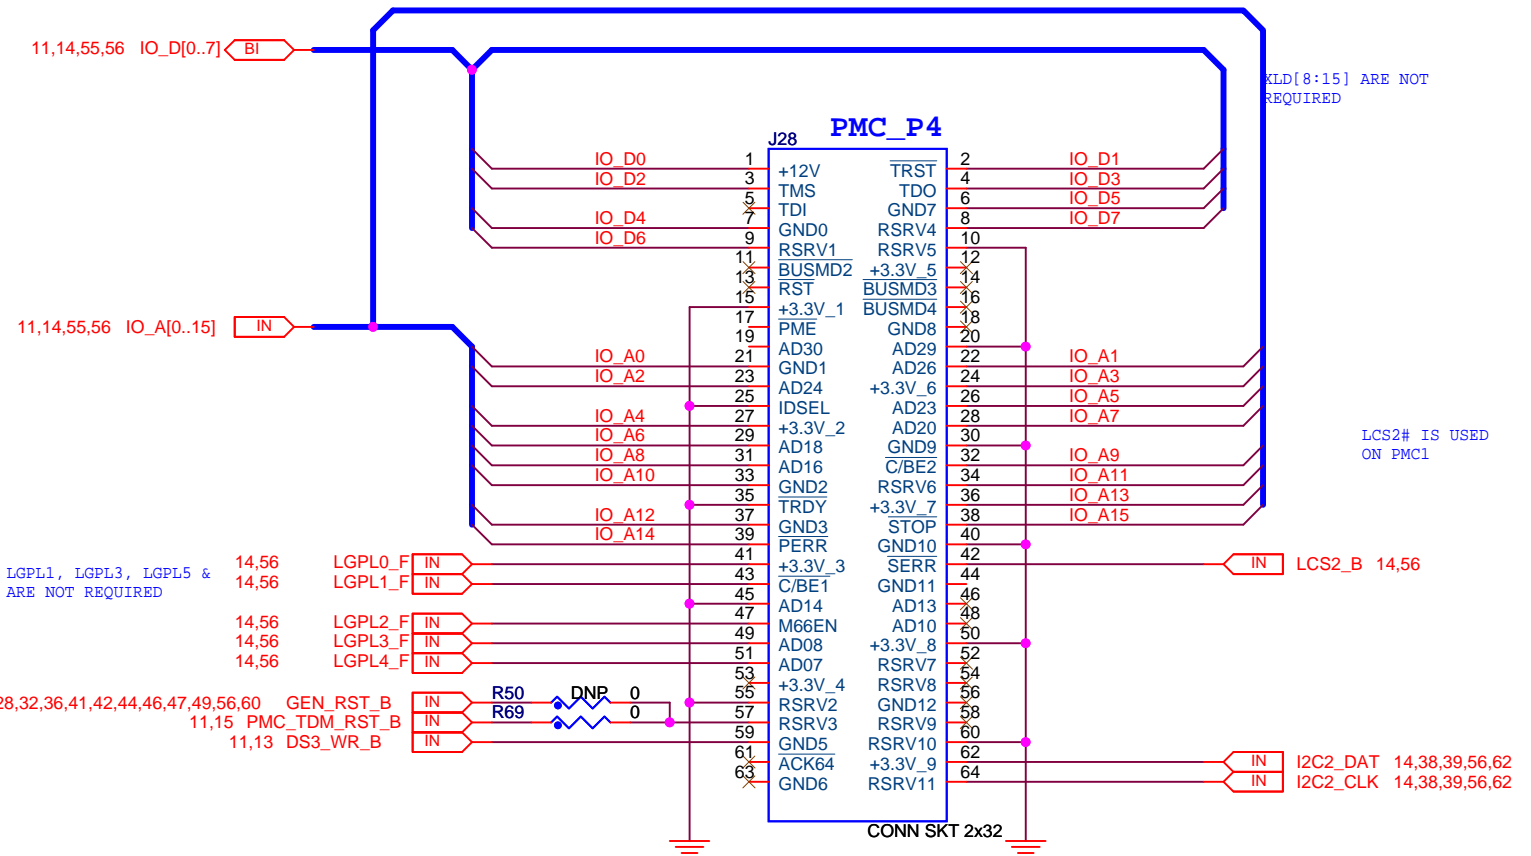 11,14,55,56 IO_D[0..7] BI
XLD[8:15] ARE NOT
REQUIRED
PMC_P4
J28
IO_D0 1 +12V TRST 2 IO_D1
IO_D2 3 TMS TDO 4 IO_D3
5 TDI GND7 6 IO_D5
IO_D4 7 GND0 RSRV4 8 IO_D7
IO_D6 9 RSRV1 RSRV5 10
11 BUSMD2 +3.3V_5 12
13 RST BUSMD3 14
15 +3.3V_1 BUSMD4 16
11,14,55,56 IO_A[0..15] IN
17 PME GND8 18
19 AD30 AD29 20
IO_A0 21 GND1 AD26 22 IO_A1
IO_A2 23 AD24 +3.3V_6 24 IO_A3
25 IDSEL AD23 26 IO_A5
IO_A4 27 +3.3V_2 AD20 28 IO_A7
IO_A6 29 AD18 GND9 30
LCS2# IS USED
ON PMC1
IO_A8 31 AD16 C/BE2 32 IO_A9
IO_A10 33 GND2 RSRV6 34 IO_A11
35 TRDY +3.3V_7 36 IO_A13
IO_A12 37 GND3 STOP 38 IO_A15
IO_A14 39 PERR GND10 40
14,56 LGPL0_F IN 41 +3.3V_3 SERR 42 IN LCS2_B 14,56
LGPL1, LGPL3, LGPL5 &
ARE NOT REQUIRED
14,56 LGPL1_F IN 43 C/BE1 GND11 44
45 AD14 AD13 46
14,56 LGPL2_F IN 47 M66EN AD10 48
14,56 LGPL3_F IN 49 AD08 +3.3V_8 50
14,56 LGPL4_F IN 51 AD07 RSRV7 52
53 +3.3V_4 RSRV8 54
28,32,36,41,42,44,46,47,49,56,60 GEN_RST_B IN R50 DNP 0 55 RSRV2 GND12 56
11,15 PMC_TDM_RST_B IN R69 0 57 RSRV3 RSRV9 58
11,13 DS3_WR_B IN 59 GND5 RSRV10 60
61 ACK64 +3.3V_9 62 IN I2C2_DAT 14,38,39,56,62
63 GND6 RSRV11 64 IN I2C2_CLK 14,38,39,56,62
CONN SKT 2x32